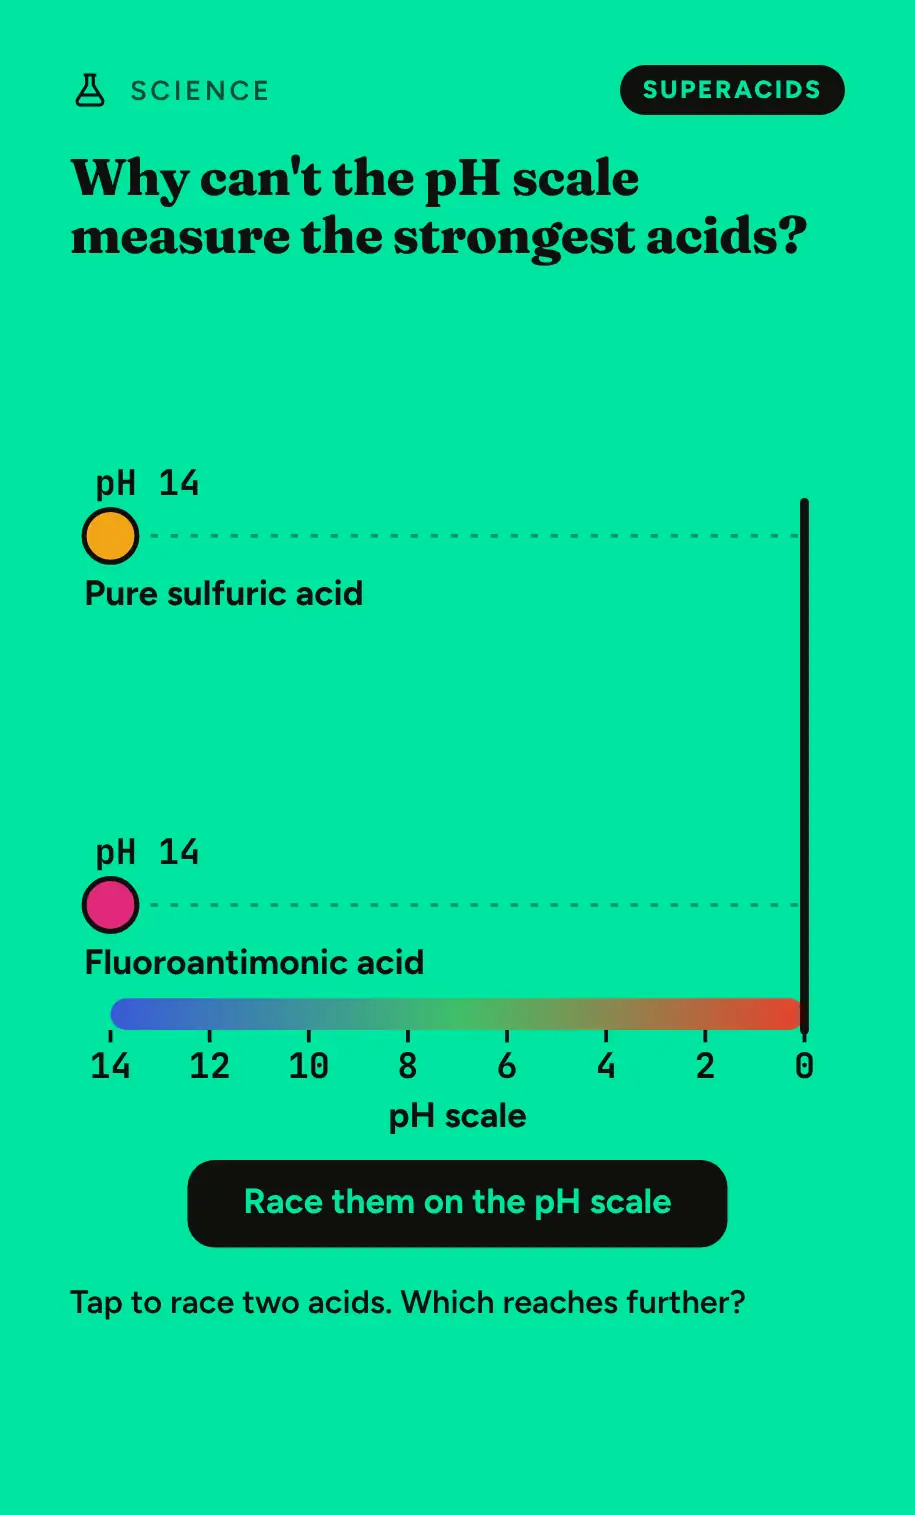 SCIENCE
SUPERACIDS
Why can't the pH scale
measure the strongest acids?
pH 14
Pure sulfuric acid
pH 14
Fluoroantimonic acid
14 12 10 8 6 4 2 0
pH scale
Race them on the pH scale
Tap to race two acids. Which reaches further?